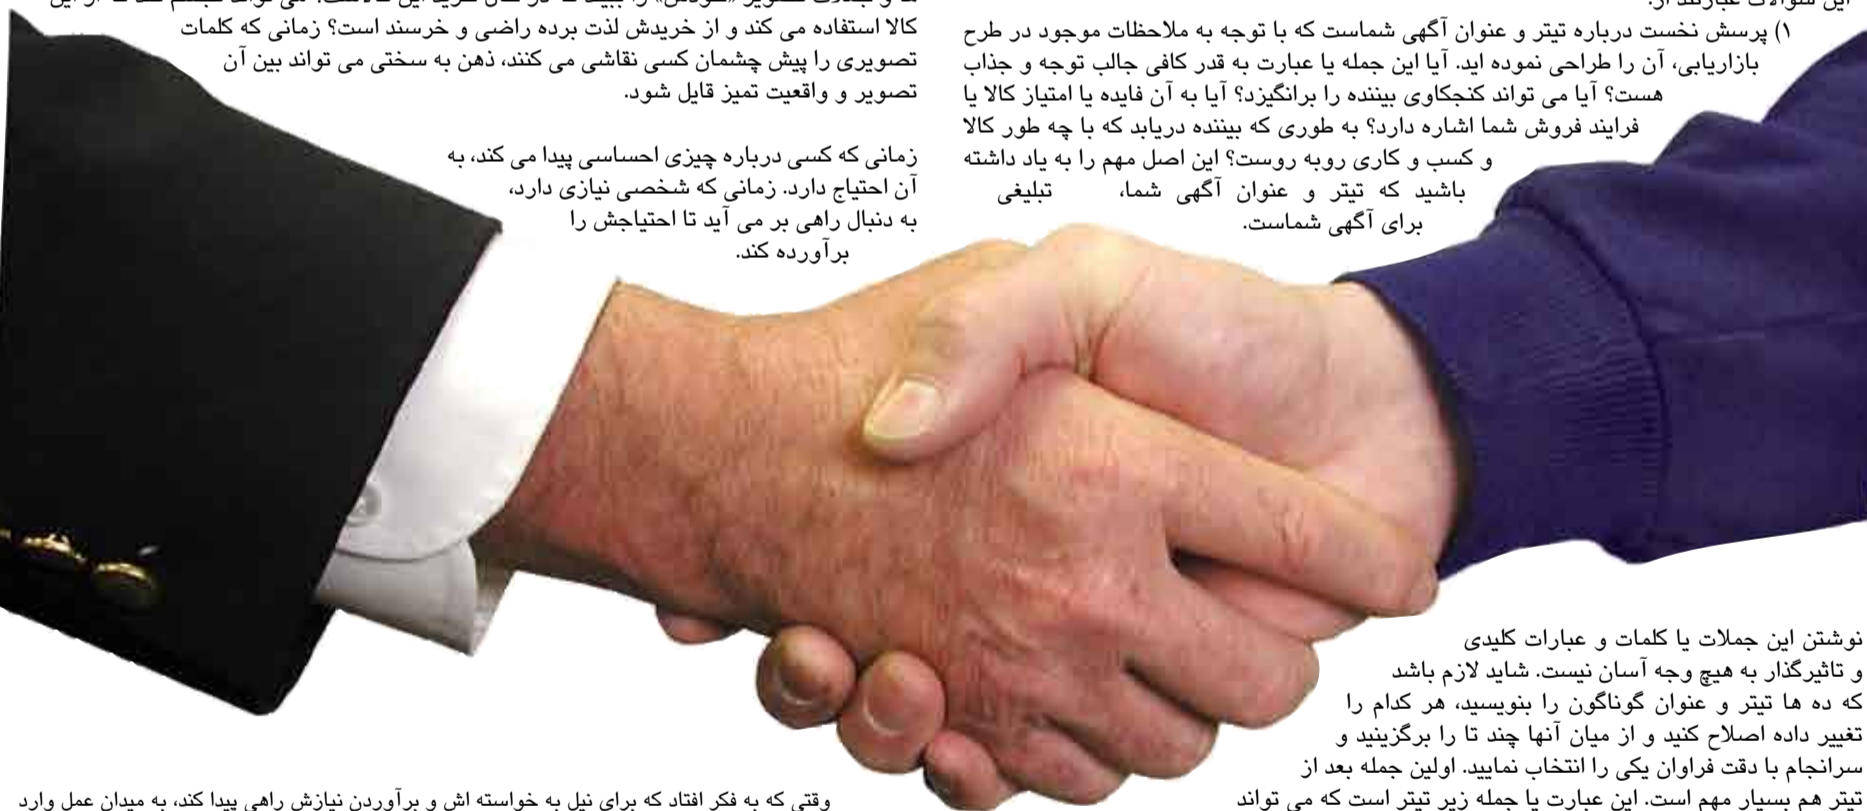 این سوالات عبارتند از:
۱) پرسش نخست درباره تیتر و عنوان آگهی شماست که با توجه به ملاحظات موجود در طرح
بازاریابی، آن را طراحی نموده اید. آیا این جمله یا عبارت به قدر کافی جالب توجه و جذاب
هست؟ آیا می تواند کنجکاوی بیننده را برانگیزد؟ آیا به آن فایده یا امتیاز کالا یا
فرایند فروش شما اشاره دارد؟ به طوری که بیننده دریابد که با چه طور کالا
و کسب و کاری روبه روست؟ این اصل مهم را به یاد داشته
باشید که تیتر و عنوان آگهی شما، تبلیغی
برای آگهی شماست.
نوشتن این جملات یا کلمات و عبارات کلیدی
و تاثیرگذار به هیچ وجه آسان نیست. شاید لازم باشد
که ده ها تیتر و عنوان گوناگون را بنویسید، هر کدام را
تغییر داده اصلاح کنید و از میان آنها چند تا را برگزینید و
سرانجام با دقت فراوان یکی را انتخاب نمایید. اولین جمله بعد از
تیتر هم بسیار مهم است. این عبارت یا جمله زیر تیتر است که می تواند
کالا استفاده می کند و از خریدش لذت برده راضی و خرسند است؟ زمانی که کلمات
تصویری را پیش چشمان کسی نقاشی می کنند، ذهن به سختی می تواند بین آن
تصویر و واقعیت تمیز قایل شود.
زمانی که کسی درباره چیزی احساسی پیدا می کند، به
آن احتیاج دارد. زمانی که شخصی نیازی دارد،
به دنبال راهی بر می آید تا احتیاجش را
برآورده کند.
وقتی که به فکر افتاد که برای نیل به خواسته اش و برآوردن نیازش راهی پیدا کند، به میدان عمل وارد